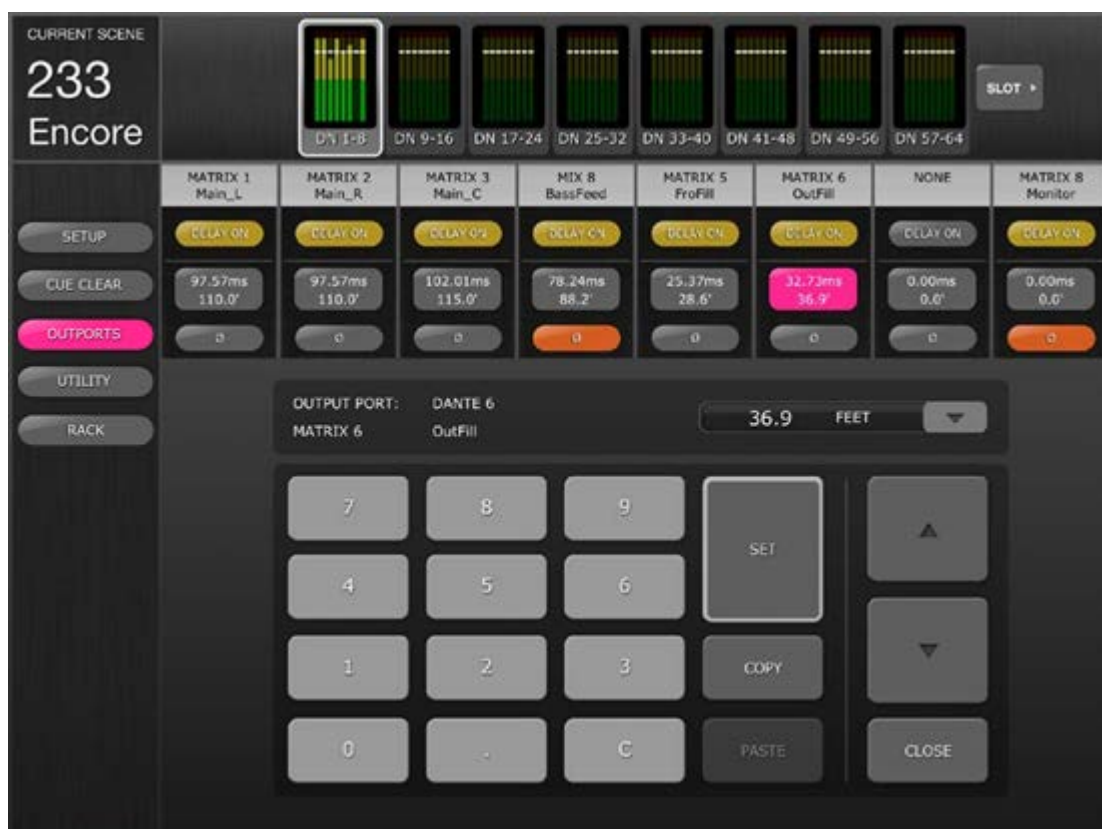 CURRENT SCENE
233
Encore
DN 1-8
DN 9-16
DN 17-24
DN 25-32
DN 33-40
DN 41-48
DN 49-56
DN 57-64
SLOT
MATRIX 1
Main_L
MATRIX 2
Main_R
MATRIX 3
Main_C
MIX 8
BassFeed
MATRIX 5
FroFill
MATRIX 6
OutFill
NONE
MATRIX 8
Monitor
DELAY ON
DELAY ON
DELAY ON
DELAY ON
DELAY ON
DELAY ON
DELAY ON
DELAY ON
97.57ms
110.0'
97.57ms
110.0'
102.01ms
115.0'
78.24ms
88.2'
25.37ms
28.6'
32.73ms
36.9'
0.00ms
0.0'
0.00ms
0.0'
Ø
Ø
Ø
Ø
Ø
Ø
Ø
Ø
SETUP
CUE CLEAR
OUTPORTS
UTILITY
RACK
OUTPUT PORT: DANTE 6
MATRIX 6 OutFill
36.9 FEET
7 8 9
SET
4 5 6
1 2 3
COPY
0 . C
PASTE
CLOSE